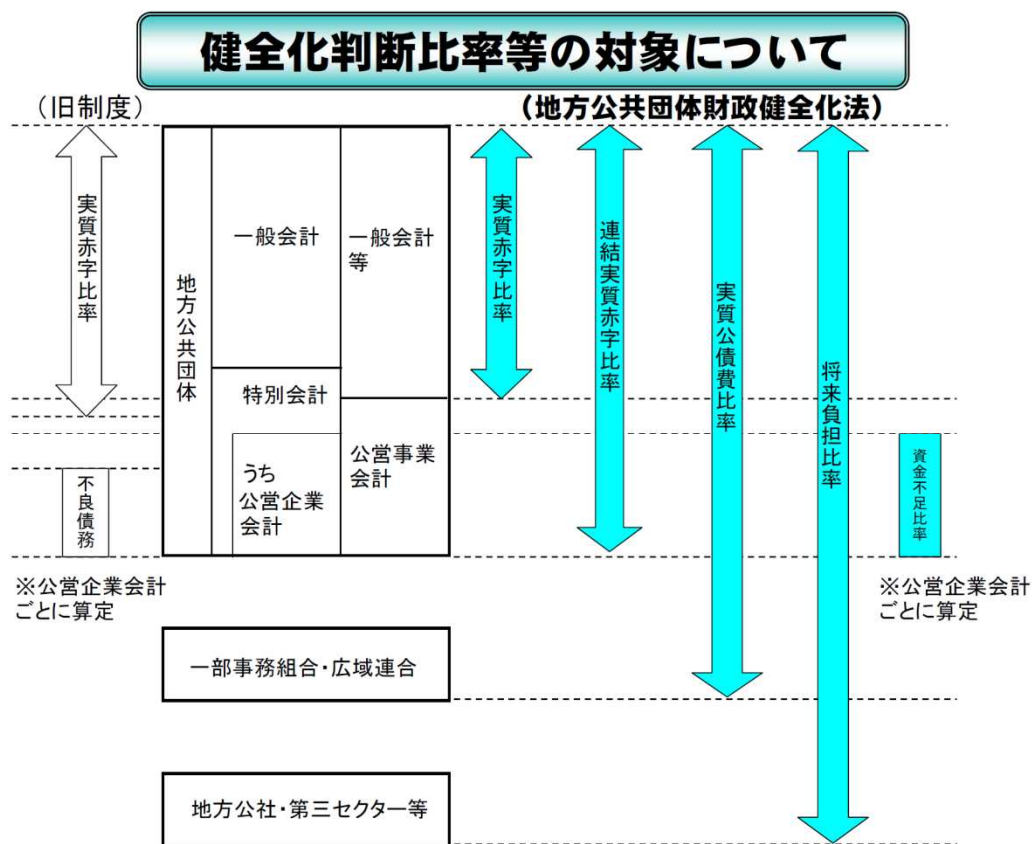 健全化判断比率等の対象について
（旧制度）
（地方公共団体財政健全化法）
実質赤字比率
地方公共団体
一般会計
一般会計
等
特別会計
うち
公営企業
会計
公営事業
会計
実質赤字比率
連結実質赤字比率
実質公債費比率
将来負担比率
不良債務
資金不足比率
※公営企業会計
ごとに算定
※公営企業会計
ごとに算定
一部事務組合・広域連合
地方公社・第三セクター等